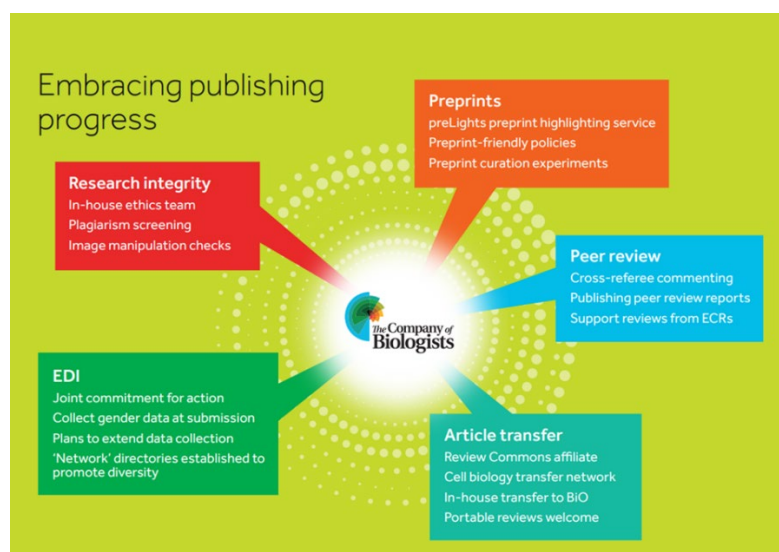 Embracing publishing
progress
Preprints
preLights preprint highlighting service
Preprint-friendly policies
Preprint curation experiments
Research integrity
In-house ethics team
Plagiarism screening
Image manipulation checks
Peer review
Cross-referee commenting
Publishing peer review reports
Support reviews from ECRs
The Company of
Biologists
EDI
Joint commitment for action
Collect gender data at submission
Plans to extend data collection
‘Network’ directories established to
promote diversity
Article transfer
Review Commons affiliate
Cell biology transfer network
In-house transfer to BiO
Portable reviews welcome